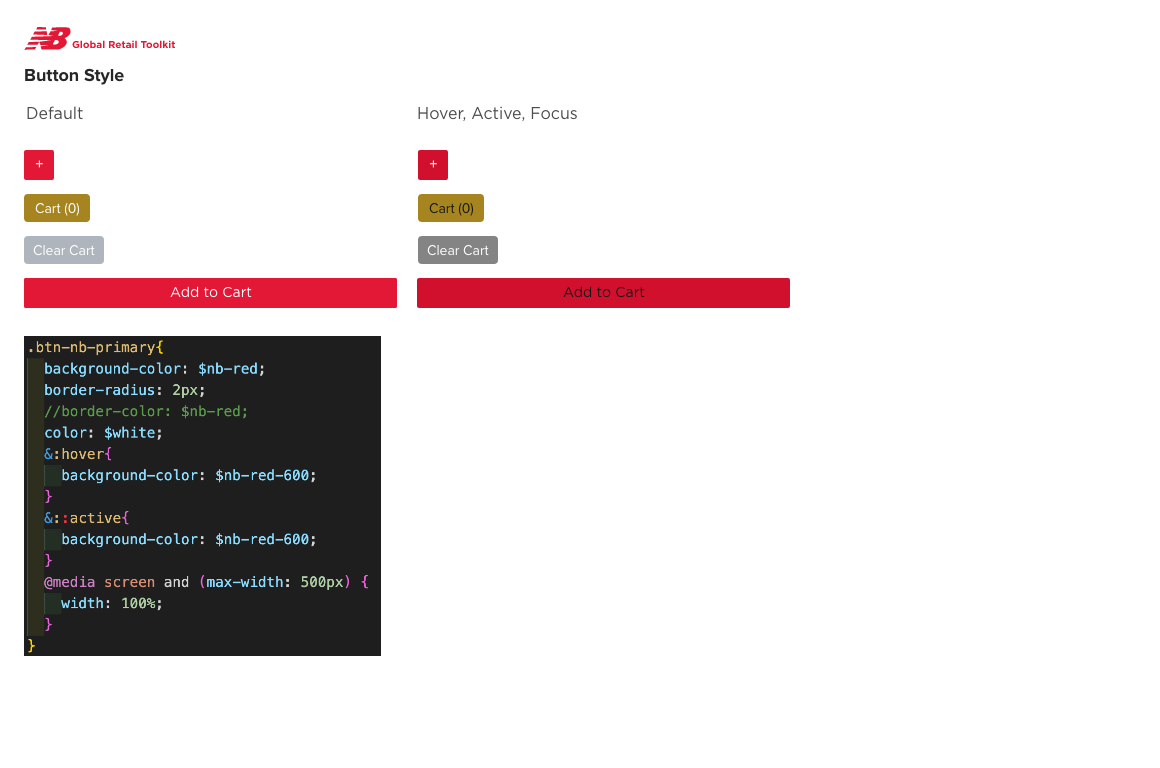 NB Global Retail Toolkit
Button Style
Default
Hover, Active, Focus
+
+
Cart (0)
Cart (0)
Clear Cart
Clear Cart
Add to Cart
Add to Cart
.btn-nb-primary{
background-color: $nb-red;
border-radius: 2px;
//border-color: $nb-red;
color: $white;
&:hover{
background-color: $nb-red-600;
}
&::active{
background-color: $nb-red-600;
}
@media screen and (max-width: 500px) {
width: 100%;
}
}